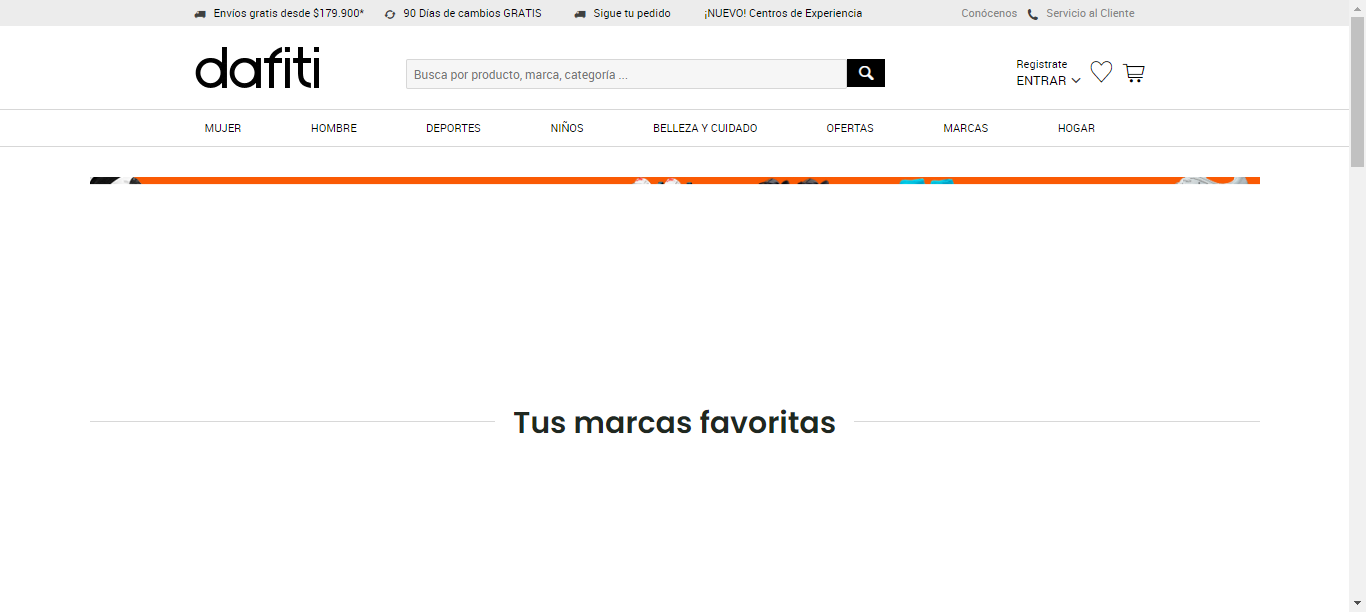 Envíos gratis desde $179.900*
90 Días de cambios GRATIS
Sigue tu pedido
¡NUEVO! Centros de Experiencia
Conócenos
Servicio al Cliente
dafiti
Busca por producto, marca, categoría ...
Registrate
ENTRAR
MUJER
HOMBRE
DEPORTES
NIÑOS
BELLEZA Y CUIDADO
OFERTAS
MARCAS
HOGAR
Tus marcas favoritas